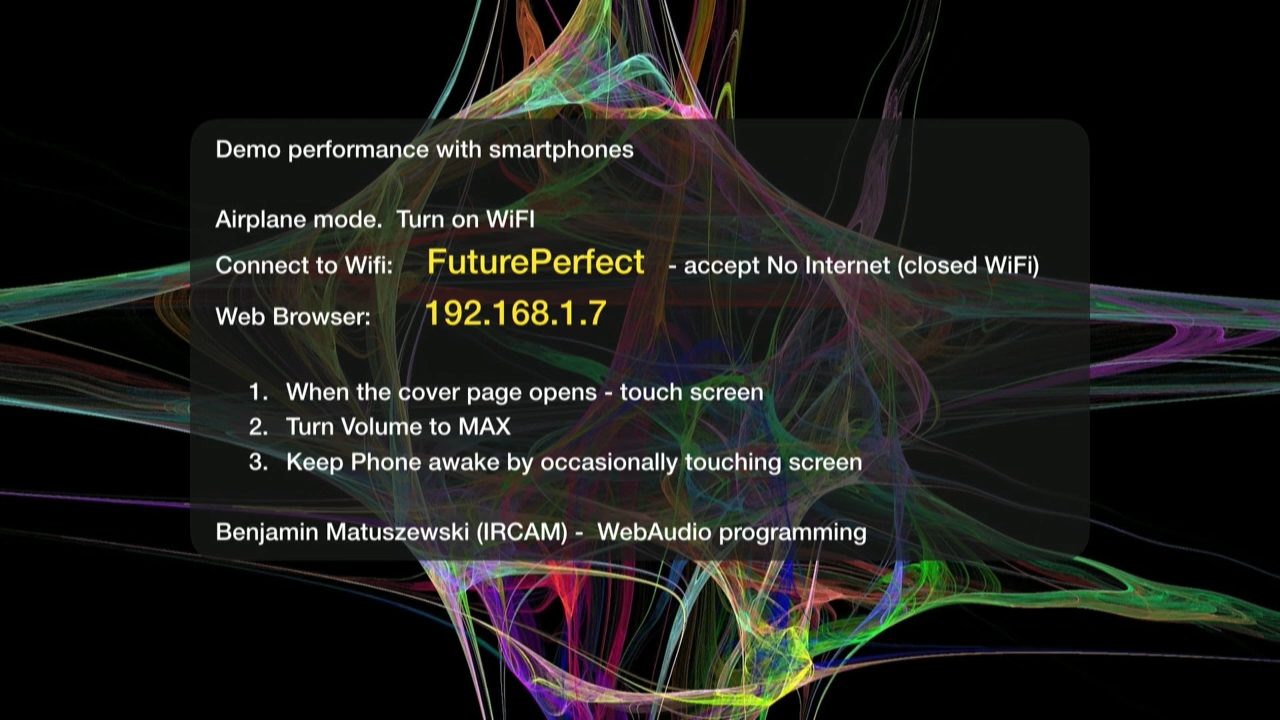 Demo performance with smartphones
Airplane mode.  Turn on WiFI
Connect to Wifi: FuturePerfect - accept No Internet (closed WiFi)
Web Browser: 192.168.1.7
1. When the cover page opens - touch screen
2. Turn Volume to MAX
3. Keep Phone awake by occasionally touching screen
Benjamin Matuszewski (IRCAM) -  WebAudio programming